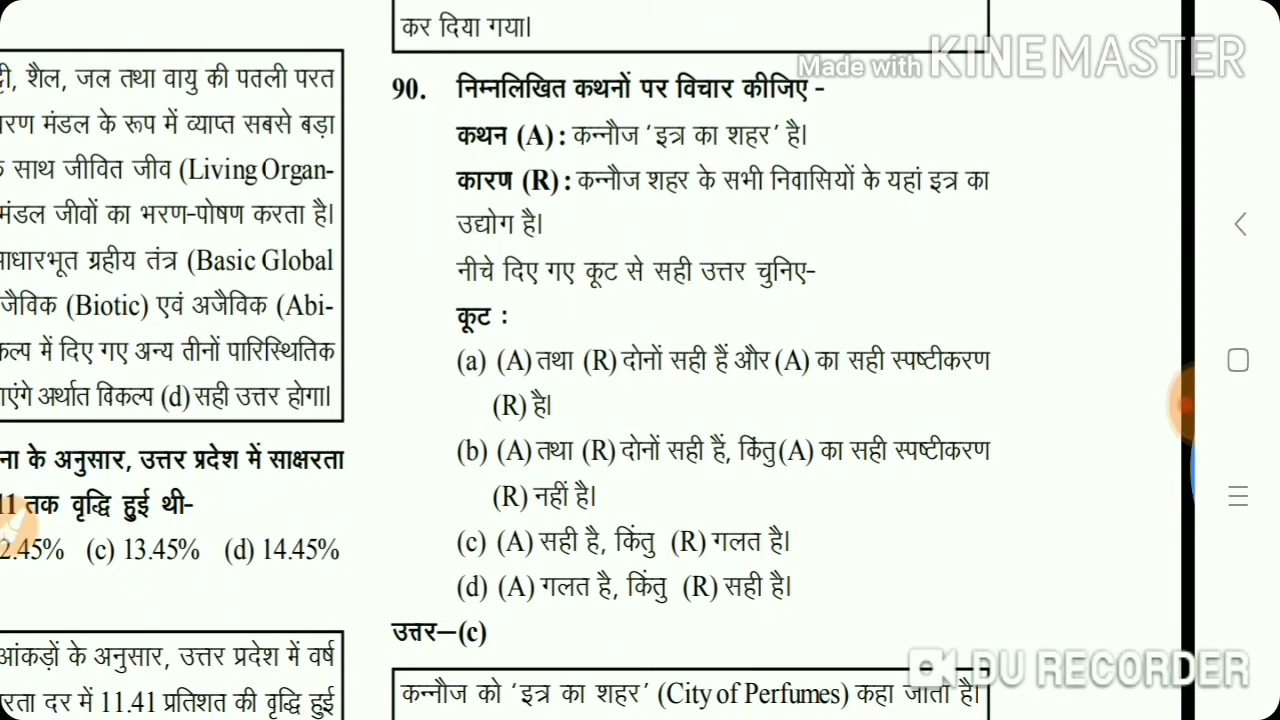 कर दिया गया।
Made with KINEMASTER
शैल, जल तथा वायु की पतली परत
मंडल के रूप में व्याप्त सबसे बड़ा
साथ जीवित जीव (Living Organ-
मंडल जीवों का भरण-पोषण करता है।
ग्रहीय तंत्र (Basic Global
(Biotic) एवं अजैविक (Abi-
में दिए गए अन्य तीनों पारिस्थितिक
अर्थात विकल्प (d) सही उत्तर होगा।
के अनुसार, उत्तर प्रदेश में साक्षरता
11 तक वृद्धि हुई थी-
2.45% (c) 13.45% (d) 14.45%
आंकड़ों के अनुसार, उत्तर प्रदेश में वर्ष
दर में 11.41 प्रतिशत की वृद्धि हुई
90. निम्नलिखित कथनों पर विचार कीजिए -
कथन (A) : कन्नौज ‘इत्र का शहर’ है।
कारण (R) : कन्नौज शहर के सभी निवासियों के यहां इत्र का
उद्योग है।
नीचे दिए गए कूट से सही उत्तर चुनिए-
कूट :
(a) (A) तथा (R) दोनों सही हैं और (A) का सही स्पष्टीकरण
(R) है।
(b) (A) तथा (R) दोनों सही हैं, किंतु (A) का सही स्पष्टीकरण
(R) नहीं है।
(c) (A) सही है, किंतु (R) गलत है।
(d) (A) गलत है, किंतु (R) सही है।
उत्तर—(c)
कन्नौज को ‘इत्र का शहर’ (City of Perfumes) कहा जाता है।
DU RECORDER